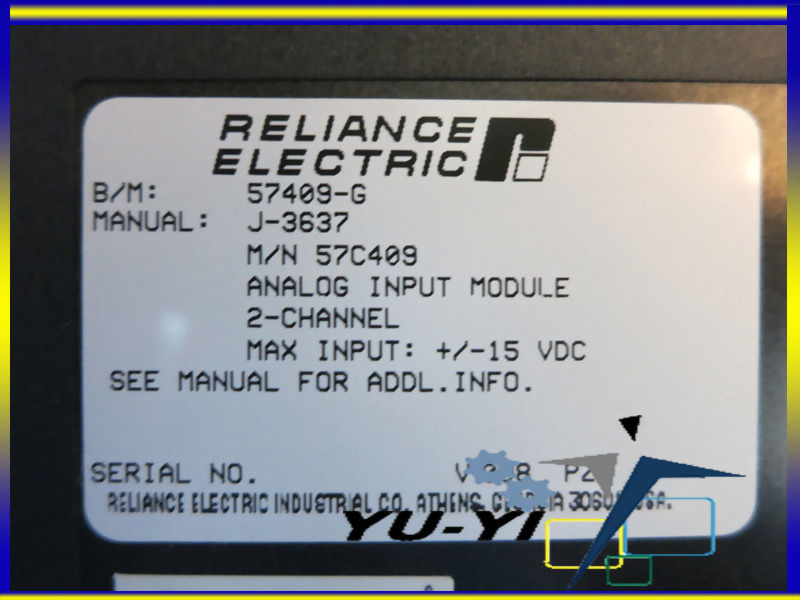 RELIANCE
ELECTRIC
B/M: 57409-G
MANUAL: J-3637
M/N 57C409
ANALOG INPUT MODULE
2-CHANNEL
MAX INPUT: +/-15 VDC
SEE MANUAL FOR ADDL.INFO.
SERIAL NO.
RELIANCE ELECTRIC INDUSTRIAL CO. ATHENS,
YU-YI